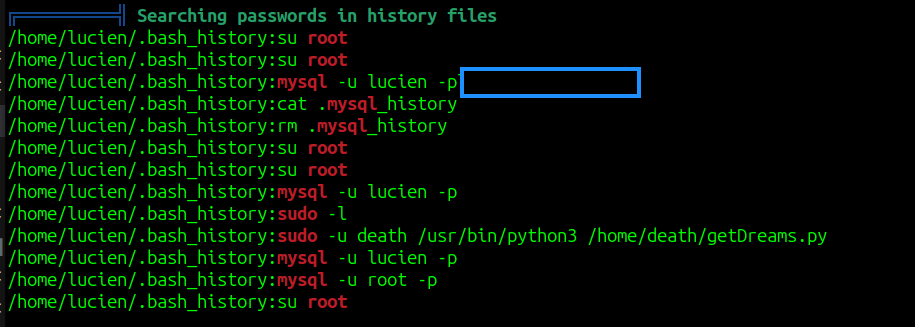 Searching passwords in history files
/home/lucien/.bash_history:su root
/home/lucien/.bash_history:su root
/home/lucien/.bash_history:mysql -u lucien -p
/home/lucien/.bash_history:cat .mysql_history
/home/lucien/.bash_history:rm .mysql_history
/home/lucien/.bash_history:su root
/home/lucien/.bash_history:su root
/home/lucien/.bash_history:mysql -u lucien -p
/home/lucien/.bash_history:sudo -l
/home/lucien/.bash_history:sudo -u death /usr/bin/python3 /home/death/getDreams.py
/home/lucien/.bash_history:mysql -u lucien -p
/home/lucien/.bash_history:mysql -u root -p
/home/lucien/.bash_history:su root